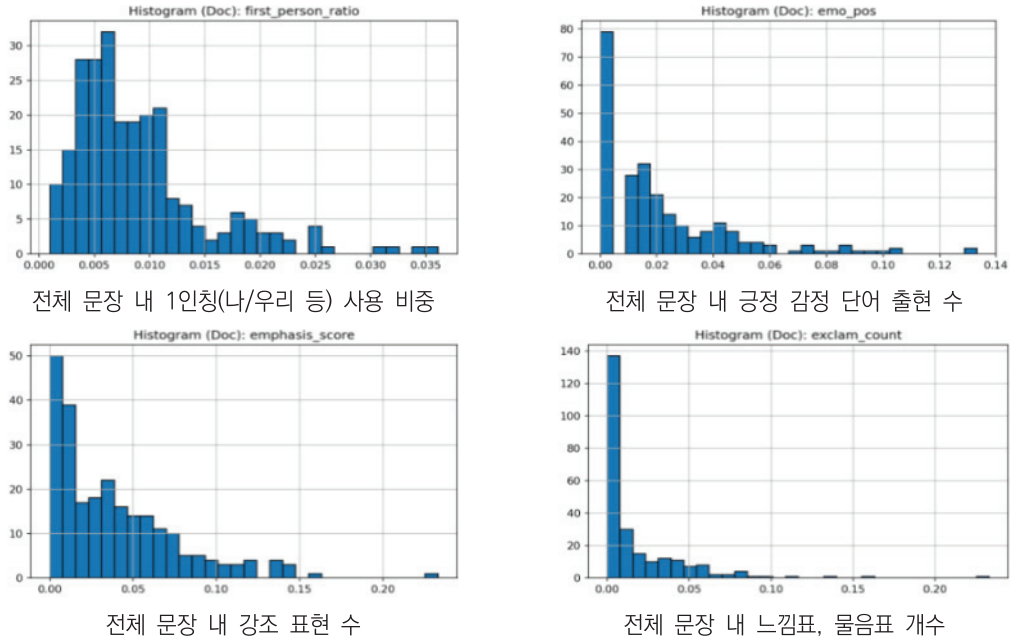 Histogram (Doc): first_person_ratio
30
25
20
15
10
5
0
0.000 0.005 0.010 0.015 0.020 0.025 0.030 0.035
전체 문장 내 1인칭(나/우리 등) 사용 비중
Histogram (Doc): emo_pos
80
70
60
50
40
30
20
10
0
0.00 0.02 0.04 0.06 0.08 0.10 0.12 0.14
전체 문장 내 긍정 감정 단어 출현 수
Histogram (Doc): emphasis_score
50
40
30
20
10
0
0.00 0.05 0.10 0.15 0.20
전체 문장 내 강조 표현 수
Histogram (Doc): exclam_count
140
120
100
80
60
40
20
0
0.00 0.05 0.10 0.15 0.20
전체 문장 내 느낌표, 물음표 개수